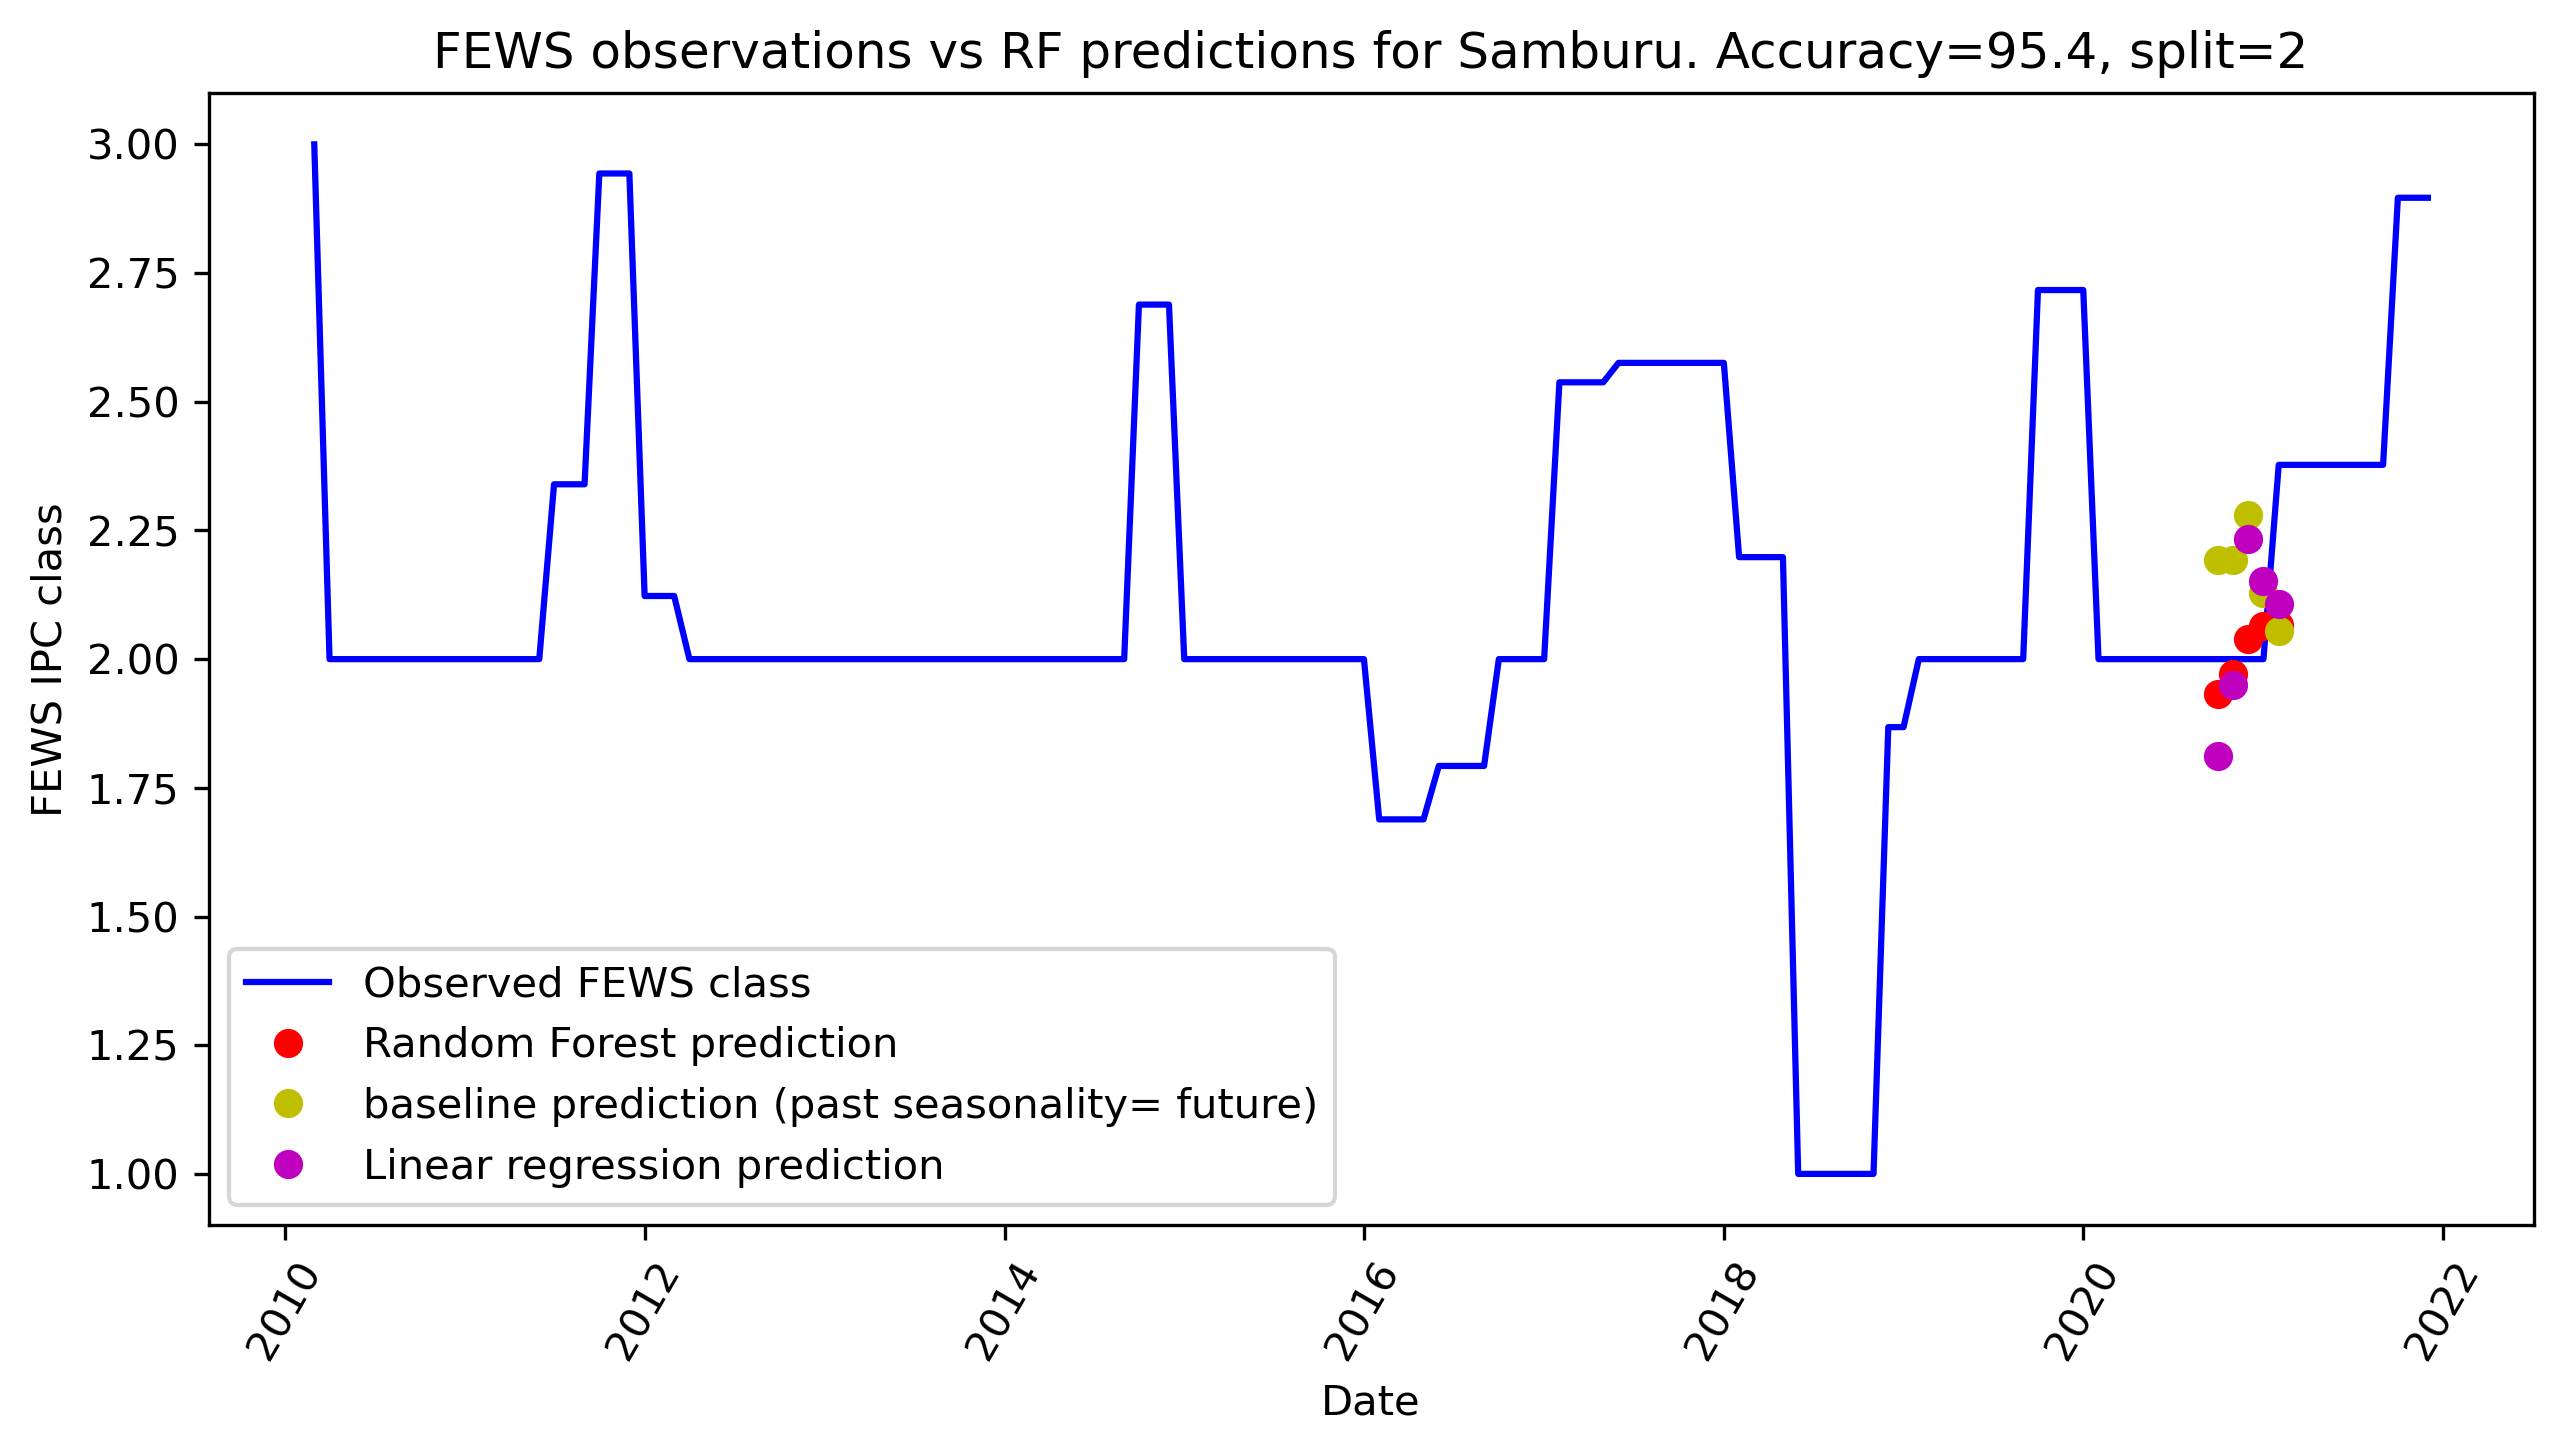 FEWS observations vs RF predictions for Samburu. Accuracy=95.4, split=2
3.00
2.75
2.50
2.25
2.00
1.75
1.50
1.25
1.00
FEWS IPC class
Observed FEWS class
Random Forest prediction
baseline prediction (past seasonality= future)
Linear regression prediction
2010
2012
2014
2016
2018
2020
2022
Date